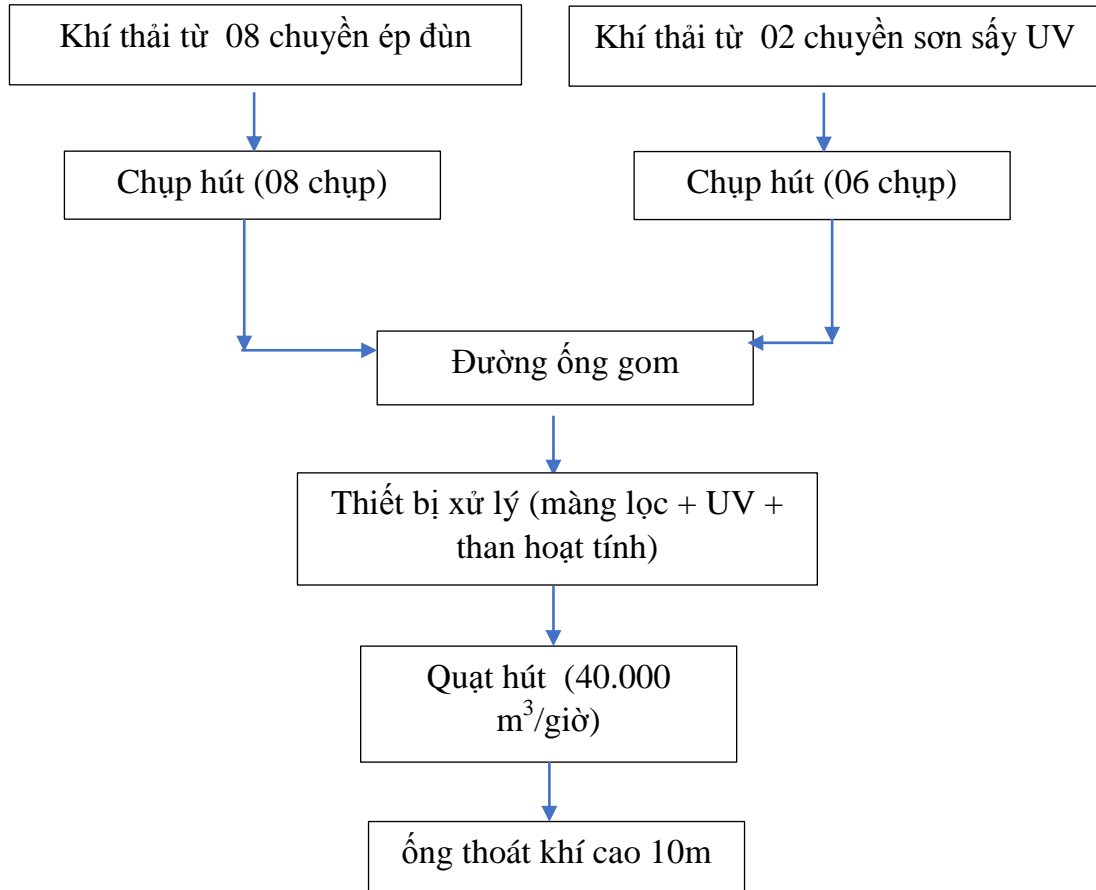 Khí thải từ 08 chuyền ép đùn
Khí thải từ 02 chuyền sơn sấy UV
Chụp hút (08 chụp)
Chụp hút (06 chụp)
Đường ống gom
Thiết bị xử lý (màng lọc + UV +
than hoạt tính)
Quạt hút (40.000
m³/giờ)
ống thoát khí cao 10m